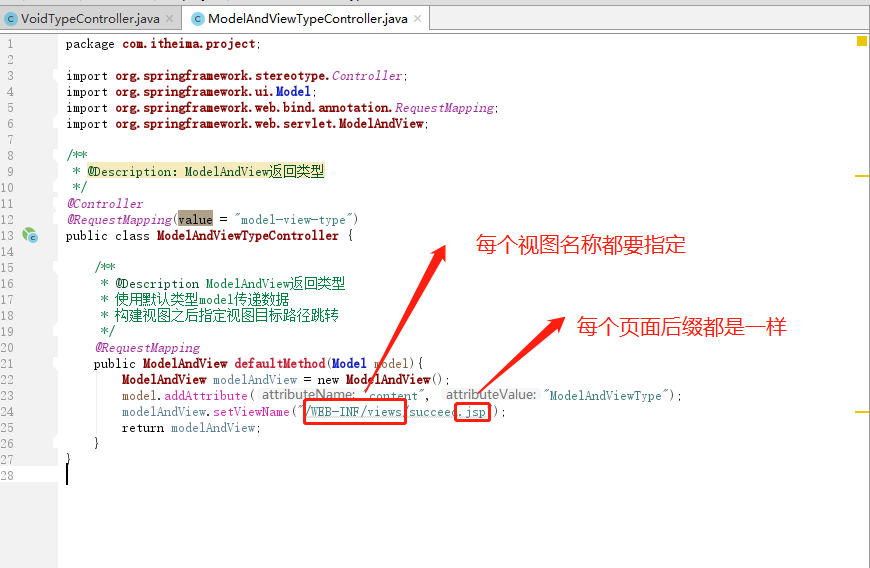 VoidTypeController.java
ModelAndViewTypeController.java
1 package com.itheima.project;
2
3 import org.springframework.stereotype.Controller;
4 import org.springframework.ui.Model;
5 import org.springframework.web.bind.annotation.RequestMapping;
6 import org.springframework.web.servlet.ModelAndView;
7
8 /**
9 * @Description: ModelAndView返回类型
10 */
11 @Controller
12 @RequestMapping(value = "model-view-type")
13 public class ModelAndViewTypeController {
14
每个视图名称都要指定
15 /**
16 * @Description ModelAndView返回类型
17 * 使用默认类型model传递数据
18 * 构建视图之后指定视图目标路径跳转
每个页面后缀都是一样
19 */
20 @RequestMapping
21 public ModelAndView defaultMethod(Model model){
22 ModelAndView modelAndView = new ModelAndView();
23 model.addAttribute( attributeName: "content", attributeValue: "ModelAndViewType");
24 modelAndView.setViewName("/WEB-INF/views/succeed.jsp");
25 return modelAndView;
26 }
27 }
28